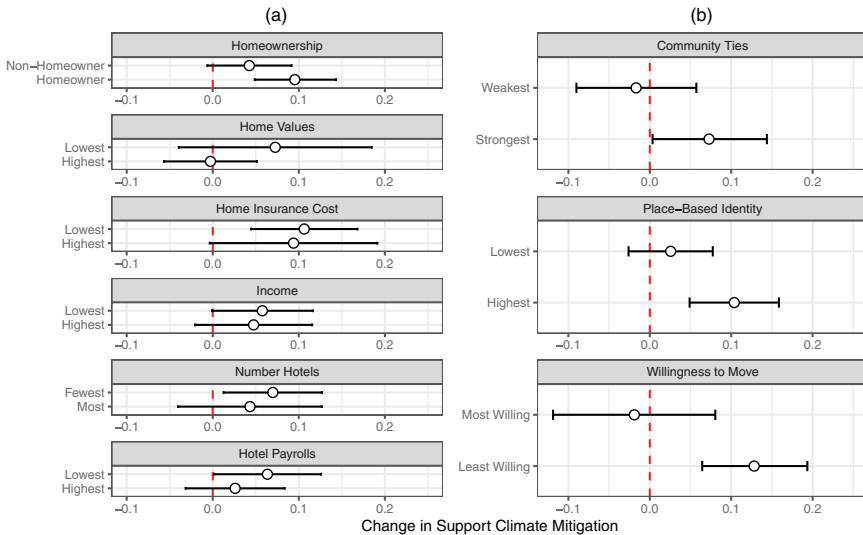 (a)
Homeownership
Non−Homeowner
Homeowner
−0.1 0.0 0.1 0.2
Home Values
Lowest
Highest
−0.1 0.0 0.1 0.2
Home Insurance Cost
Lowest
Highest
−0.1 0.0 0.1 0.2
Income
Lowest
Highest
−0.1 0.0 0.1 0.2
Number Hotels
Fewest
Most
−0.1 0.0 0.1 0.2
Hotel Payrolls
Lowest
Highest
−0.1 0.0 0.1 0.2
(b)
Community Ties
Weakest
Strongest
−0.1 0.0 0.1 0.2
Place−Based Identity
Lowest
Highest
−0.1 0.0 0.1 0.2
Willingness to Move
Most Willing
Least Willing
−0.1 0.0 0.1 0.2
Change in Support Climate Mitigation